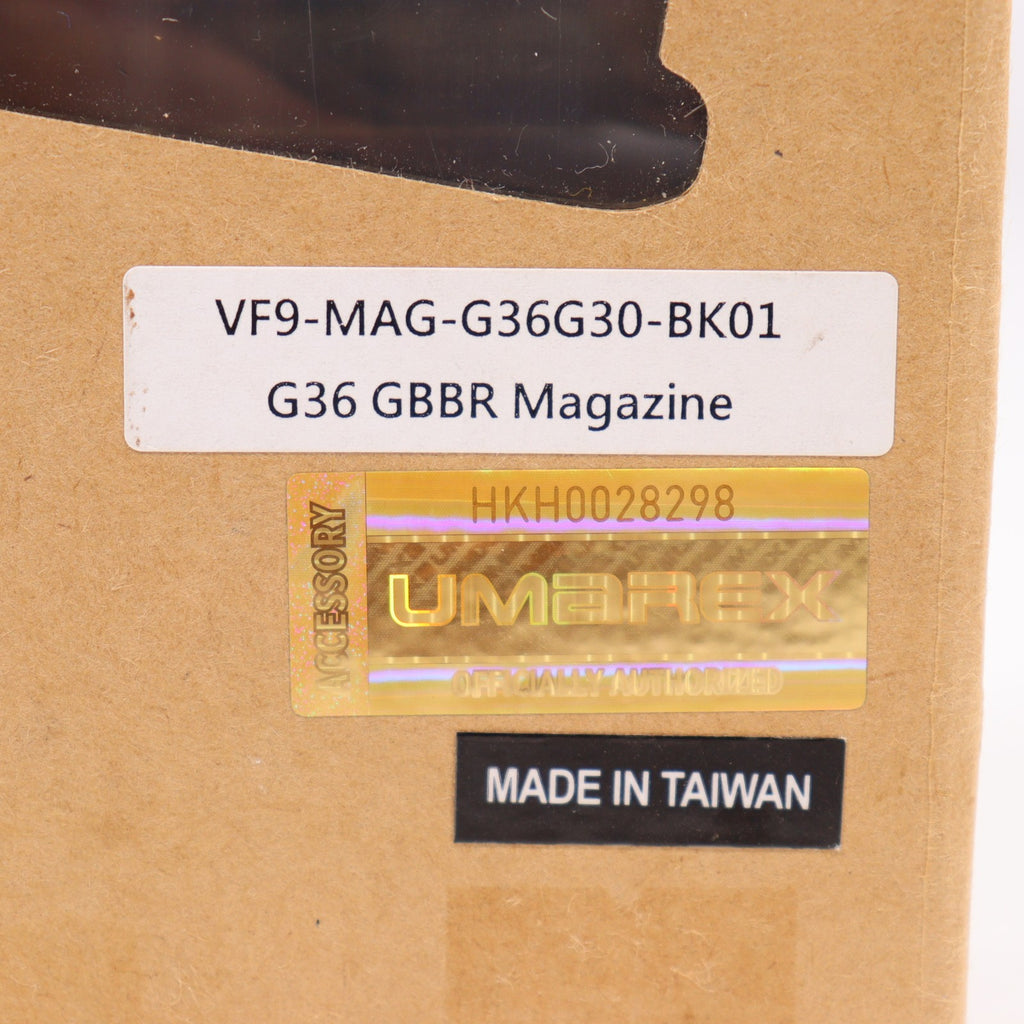 VF9-MAG-G36G30-BK01
G36 GBBR Magazine
ACCESSORY
HKH0028298
UMAREX
OFFICIALLY AUTHORIZED
MADE IN TAIWAN